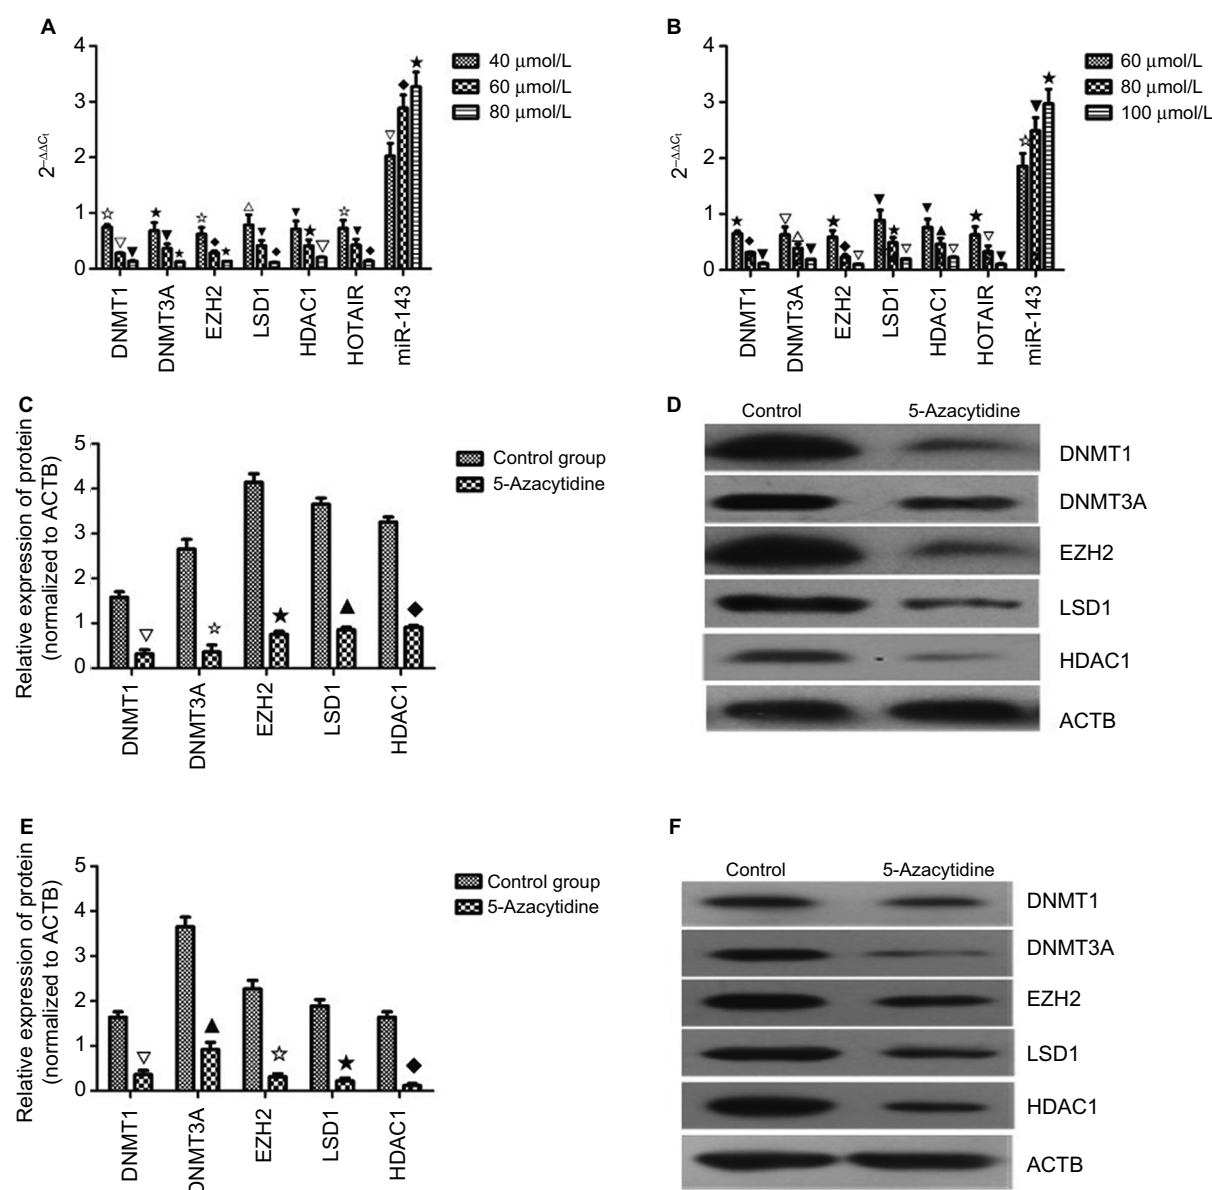 A
4
3
2
1
0
2^−ΔΔCt
40 µmol/L
60 µmol/L
80 µmol/L
DNMT1
DNMT3A
EZH2
LSD1
HDAC1
HOTAIR
miR-143
B
4
3
2
1
0
2^−ΔΔCt
60 µmol/L
80 µmol/L
100 µmol/L
DNMT1
DNMT3A
EZH2
LSD1
HDAC1
HOTAIR
miR-143
C
Relative expression of protein
(normalized to ACTB)
5
4
3
2
1
0
Control group
5-Azacytidine
DNMT1
DNMT3A
EZH2
LSD1
HDAC1
D
Control 5-Azacytidine
DNMT1
DNMT3A
EZH2
LSD1
HDAC1
ACTB
E
Relative expression of protein
(normalized to ACTB)
5
4
3
2
1
0
Control group
5-Azacytidine
DNMT1
DNMT3A
EZH2
LSD1
HDAC1
F
Control 5-Azacytidine
DNMT1
DNMT3A
EZH2
LSD1
HDAC1
ACTB